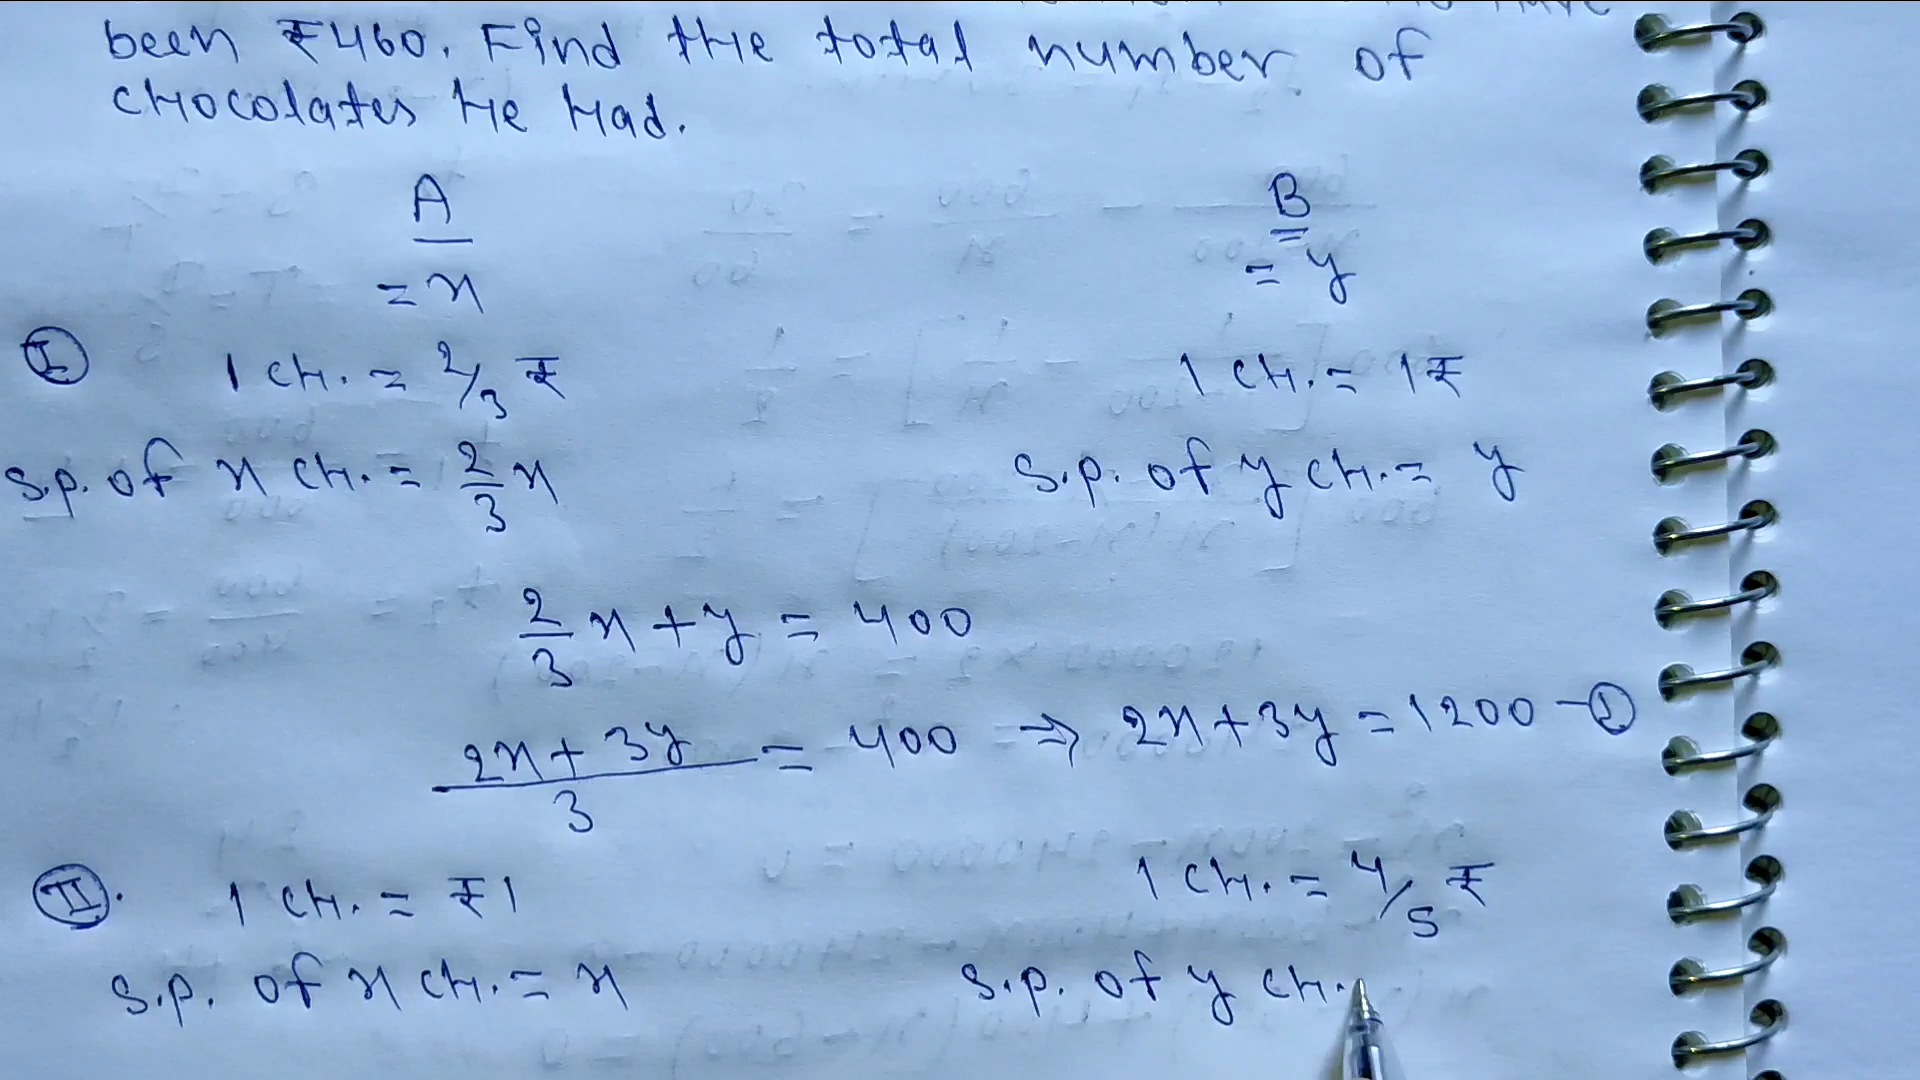 been ₹460. Find the total number of
chocolates he had.
A B
= x = y
I 1 ch. = 2/3 ₹ 1 ch. = 1₹
S.P. of x ch. = 2/3 x S.P. of y ch. = y
2/3 x + y = 400
2x + 3y / 3 = 400 ⇒ 2x + 3y = 1200 - 1
II. 1 ch. = ₹1 1 ch. = 4/5 ₹
S.P. of x ch. = x S.P. of y ch.